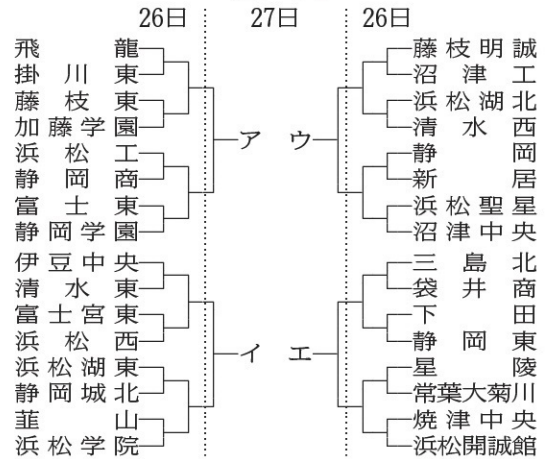 26日 27日 26日
飛龍
掛川東
藤枝東
加藤学園
浜松工
静岡商
富士東
静岡学園
ア
伊豆中央
清水東
富士宮東
浜松西
浜松湖東
静岡城北
韮山
浜松学院
イ
藤枝明誠
沼津工
浜松湖北
清水西
静岡
新居
浜松聖星
沼津中央
ウ
三島北
袋井商
下田
静岡東
星陵
常葉大菊川
焼津中央
浜松開誠館
エ